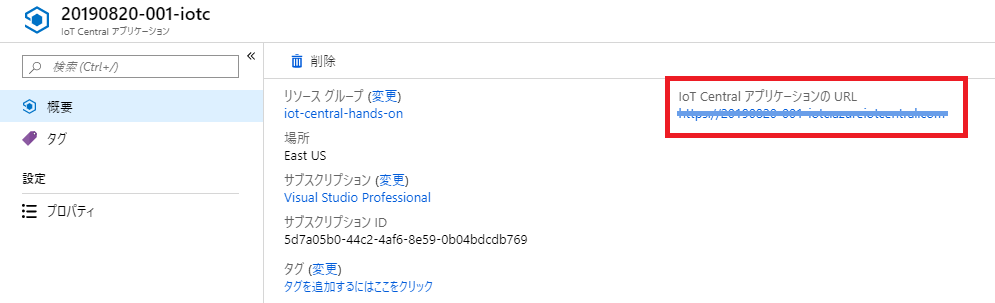 20190820-001-iotc
IoT Central アプリケーション
検索 (Ctrl+/)
概要
タグ
設定
プロパティ
削除
リソース グループ (変更)
iot-central-hands-on
場所
East US
サブスクリプション (変更)
Visual Studio Professional
サブスクリプション ID
5d7a05b0-44c2-4af6-8e59-0b04bdcdb769
タグ (変更)
タグを追加するにはここをクリック
IoT Central アプリケーションの URL